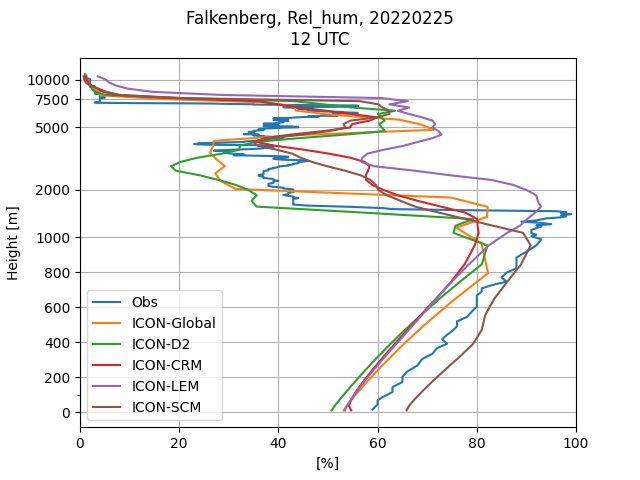 Falkenberg, Rel_hum, 20220225
12 UTC
Height [m]
10000
7500
5000
2000
1000
800
600
400
200
0
Obs
ICON-Global
ICON-D2
ICON-CRM
ICON-LEM
ICON-SCM
0 20 40 60 80 100
[%]